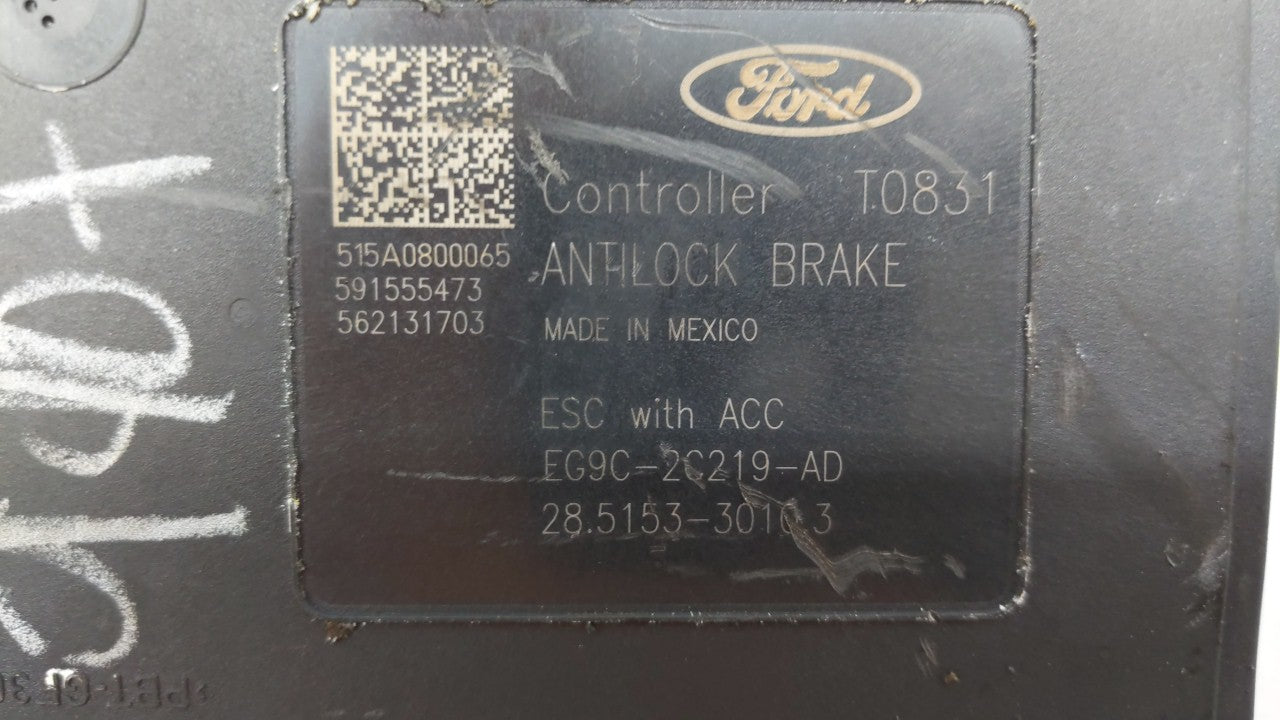 Ford
Controller T0831
515A0800065
591555473
562131703
ANTILOCK BRAKE
MADE IN MEXICO
ESC with ACC
EG9C-2C219-AD
28.5153-3010.3